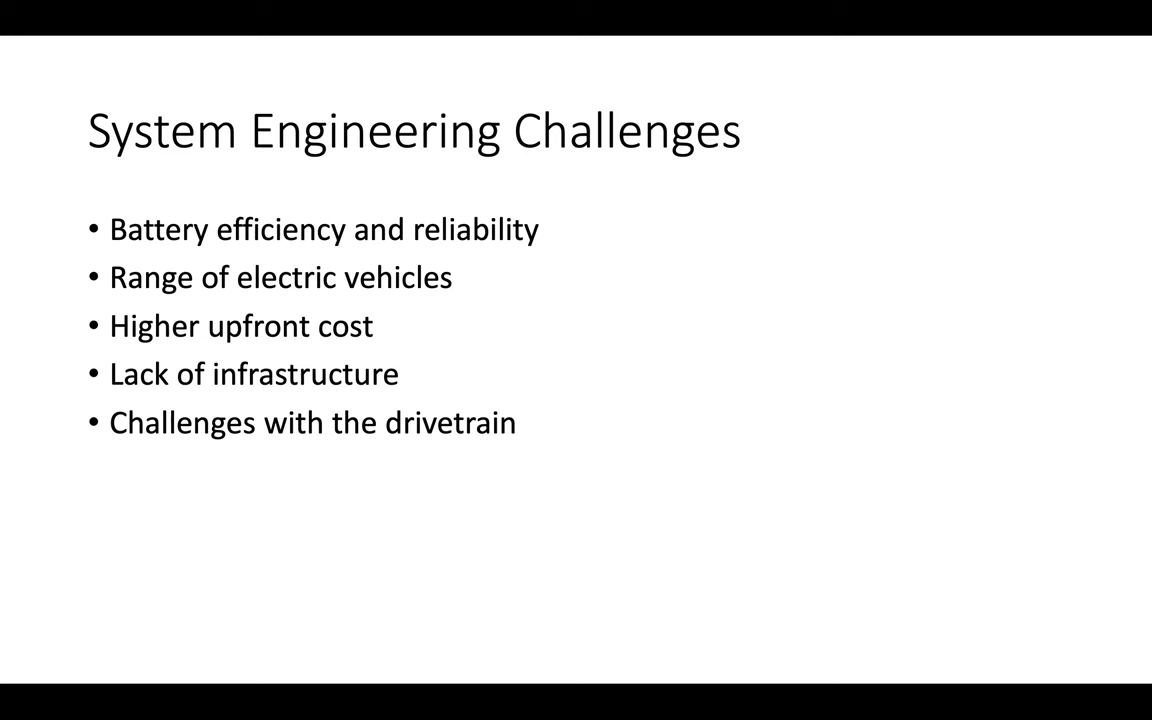 System Engineering Challenges
• Battery efficiency and reliability
• Range of electric vehicles
• Higher upfront cost
• Lack of infrastructure
• Challenges with the drivetrain